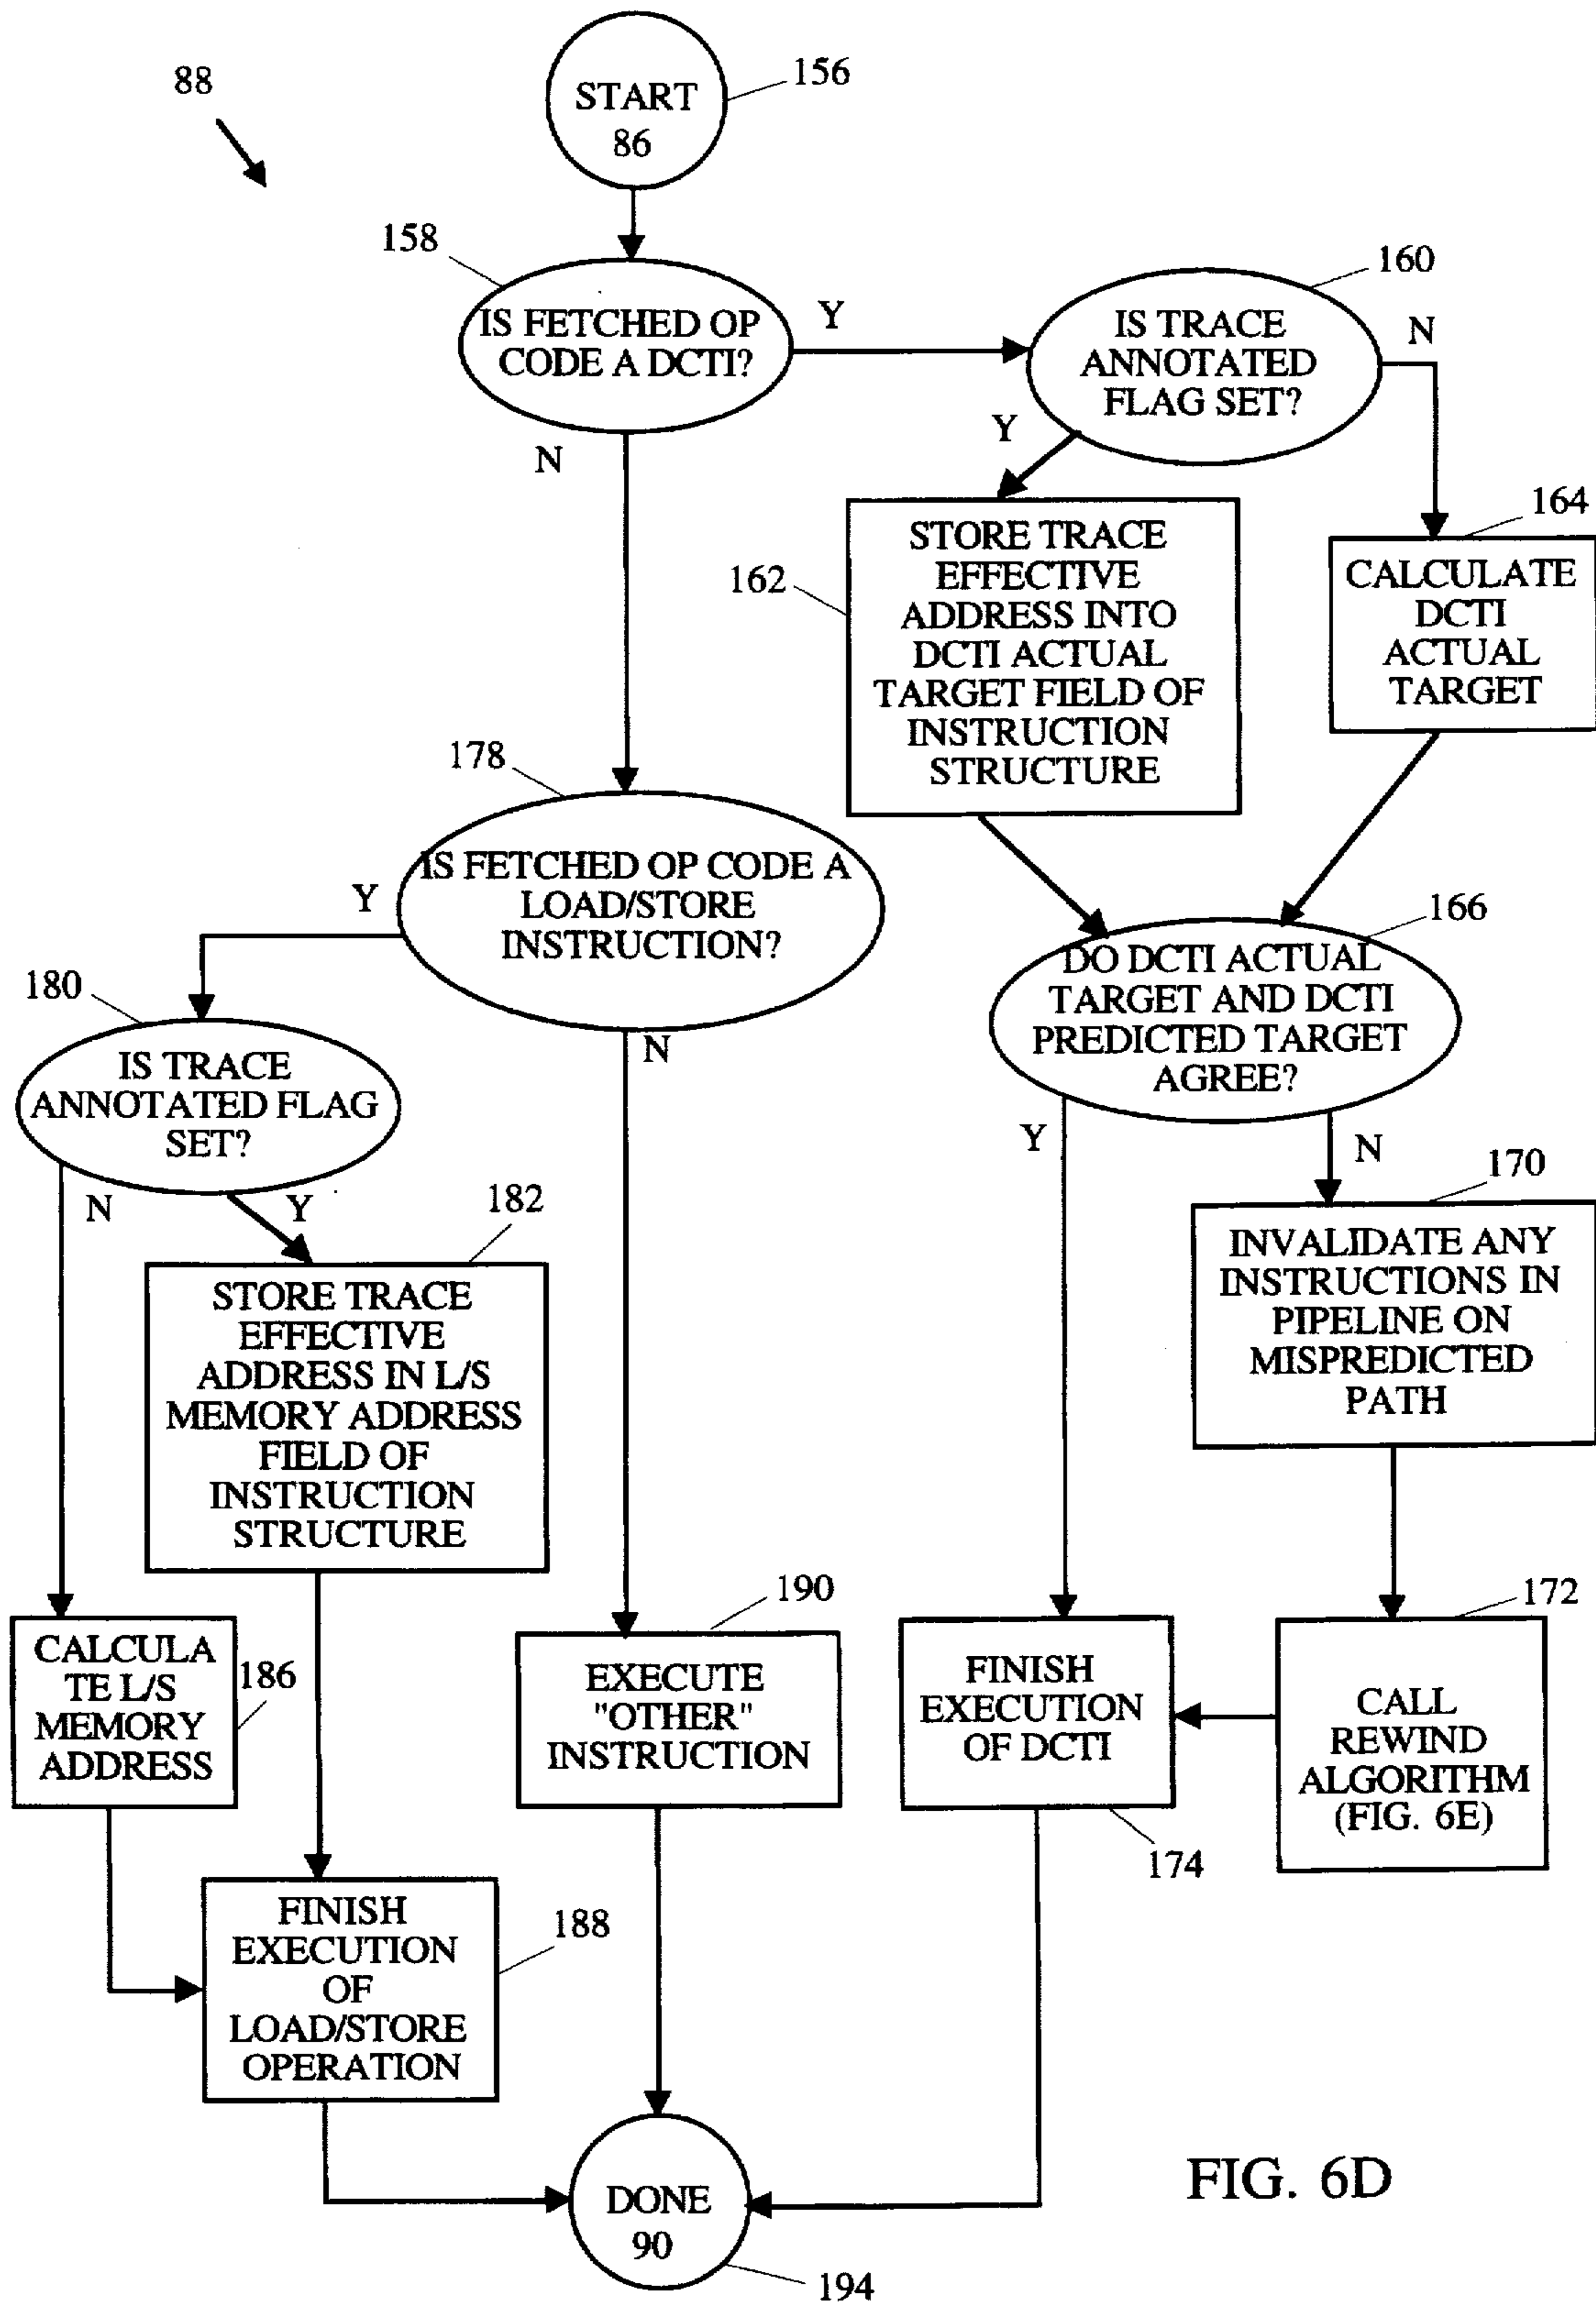 88
156
START
86
158
IS FETCHED OP
CODE A DCTI?
Y
N
160
IS TRACE
ANNOTATED
FLAG SET?
N
Y
162
STORE TRACE
EFFECTIVE
ADDRESS INTO
DCTI ACTUAL
TARGET FIELD OF
INSTRUCTION
STRUCTURE
164
CALCULATE
DCTI
ACTUAL
TARGET
178
IS FETCHED OP CODE A
LOAD/STORE
INSTRUCTION?
Y
N
166
DO DCTI ACTUAL
TARGET AND DCTI
PREDICTED TARGET
AGREE?
Y
N
180
IS TRACE
ANNOTATED FLAG
SET?
N
Y
182
STORE TRACE
EFFECTIVE
ADDRESS IN L/S
MEMORY ADDRESS
FIELD OF
INSTRUCTION
STRUCTURE
170
INVALIDATE ANY
INSTRUCTIONS IN
PIPELINE ON
MISPREDICTED
PATH
CALCULA
TE L/S
MEMORY
ADDRESS
186
190
EXECUTE
"OTHER"
INSTRUCTION
FINISH
EXECUTION
OF DCTI
174
172
CALL
REWIND
ALGORITHM
(FIG. 6E)
FINISH
EXECUTION
OF
LOAD/STORE
OPERATION
188
DONE
90
194
FIG. 6D